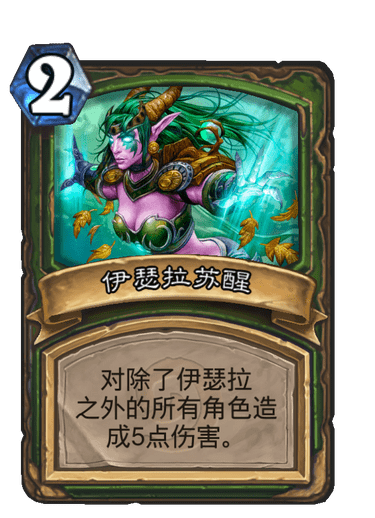 2
伊瑟拉苏醒
对除了伊瑟拉
之外的所有角色造
成5点伤害。